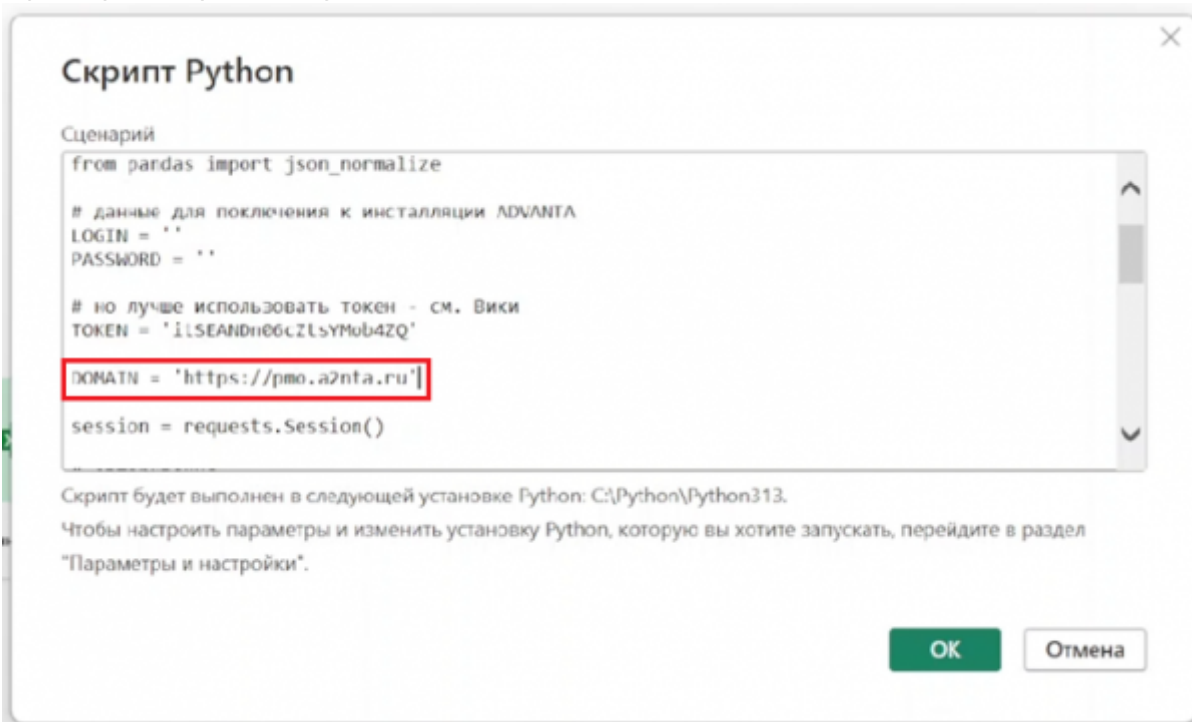 Скрипт Python
Сценарий
from pandas import json_normalize
# данные для поключения к инсталляции ADVANTA
LOGIN = ''
PASSWORD = ''
# но лучше использовать токен - см. Вики
TOKEN =
DOMAIN = 'https://pmo.a2nta.ru'
session = requests.Session()
Скрипт будет выполнен в следующей установке Python: C:\Python\Python313.
Чтобы настроить параметры и изменить установку Python, которую вы хотите запускать, перейдите в раздел
"Параметры и настройки".
OK
Отмена